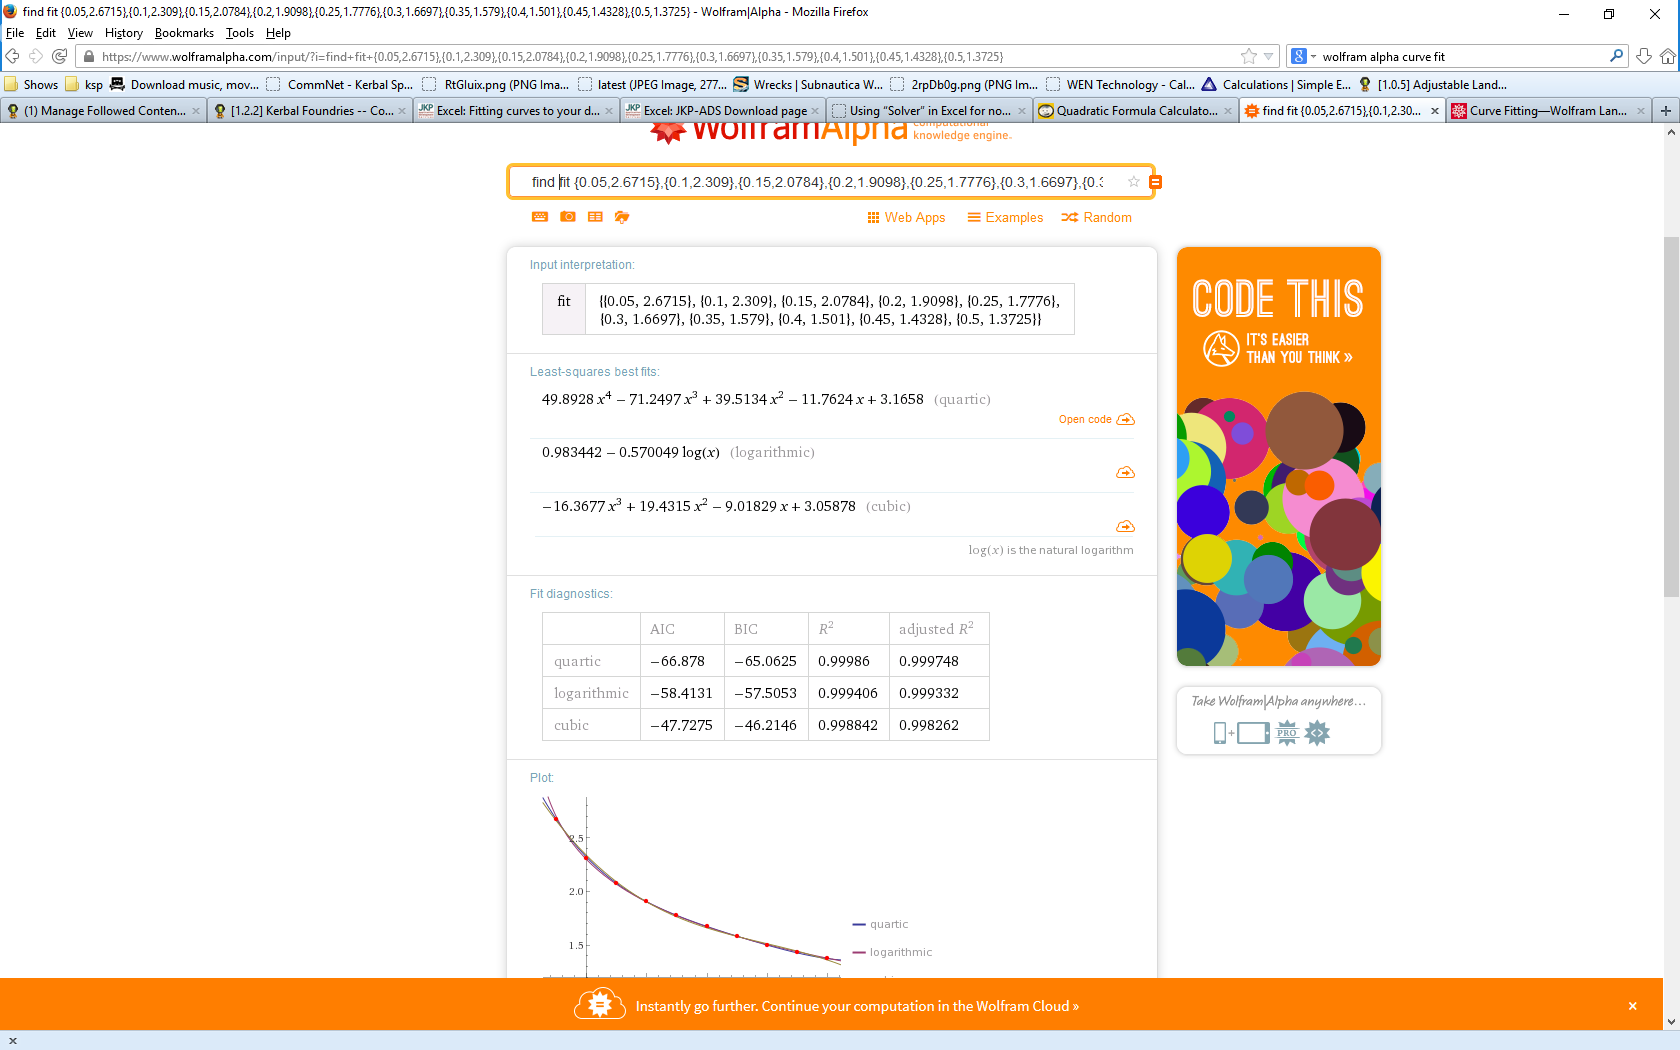 find fit {0.05,2.6715},{0.1,2.309},{0.15,2.0784},{0.2,1.9098},{0.25,1.7776},{0.3,1.6697},{0.35,1.579},{0.4,1.501},{0.45,1.4328},{0.5,1.3725} - Wolfram|Alpha - Mozilla Firefox
File Edit View History Bookmarks Tools Help
https://www.wolframalpha.com/input/?i=find+fit+{0.05,2.6715},{0.1,2.309},{0.15,2.0784},{0.2,1.9098},{0.25,1.7776},{0.3,1.6697},{0.35,1.579},{0.4,1.501},{0.45,1.4328},{0.5,1.3725} wolfram alpha curve fit
Shows ksp Download music, mov... CommNet - Kerbal Sp... RtGluix.png (PNG Ima... latest (JPEG Image, 277... Wrecks | Subnautica W... 2rpDb0g.png (PNG Im... WEN Technology - Cal... Calculations | Simple E... [1.0.5] Adjustable Land...
(1) Manage Followed Conten... [1.2.2] Kerbal Foundries -- Co... Excel: Fitting curves to your d... Excel: JKP-ADS Download page Using “Solver” in Excel for no... Quadratic Formula Calculato... find fit {0.05,2.6715},{0.1,2.30... Curve Fitting—Wolfram Lan...
WolframAlpha computational
knowledge engine.
find fit {0.05,2.6715},{0.1,2.309},{0.15,2.0784},{0.2,1.9098},{0.25,1.7776},{0.3,1.6697},{0.3
Web Apps Examples Random
Input interpretation:
fit {{0.05, 2.6715}, {0.1, 2.309}, {0.15, 2.0784}, {0.2, 1.9098}, {0.25, 1.7776},
{0.3, 1.6697}, {0.35, 1.579}, {0.4, 1.501}, {0.45, 1.4328}, {0.5, 1.3725}}
Least-squares best fits:
49.8928 x⁴ − 71.2497 x³ + 39.5134 x² − 11.7624 x + 3.1658 (quartic)
Open code
0.983442 − 0.570049 log(x) (logarithmic)
−16.3677 x³ + 19.4315 x² − 9.01829 x + 3.05878 (cubic)
log(x) is the natural logarithm
Fit diagnostics:
AIC BIC R² adjusted R²
quartic −66.878 −65.0625 0.99986 0.999748
logarithmic −58.4131 −57.5053 0.999406 0.999332
cubic −47.7275 −46.2146 0.998842 0.998262
Plot:
2.5
2.0
1.5
quartic
logarithmic
CODE THIS
IT'S EASIER
THAN YOU THINK »
Take Wolfram|Alpha anywhere...
PRO
Instantly go further. Continue your computation in the Wolfram Cloud »